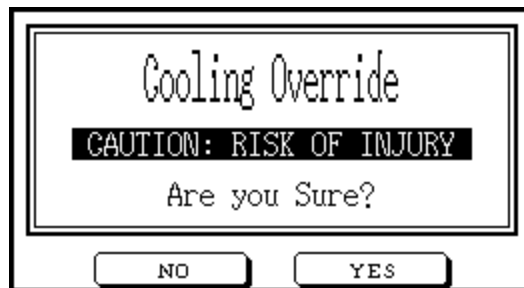 Cooling Override
CAUTION: RISK OF INJURY
Are you Sure?
NO YES